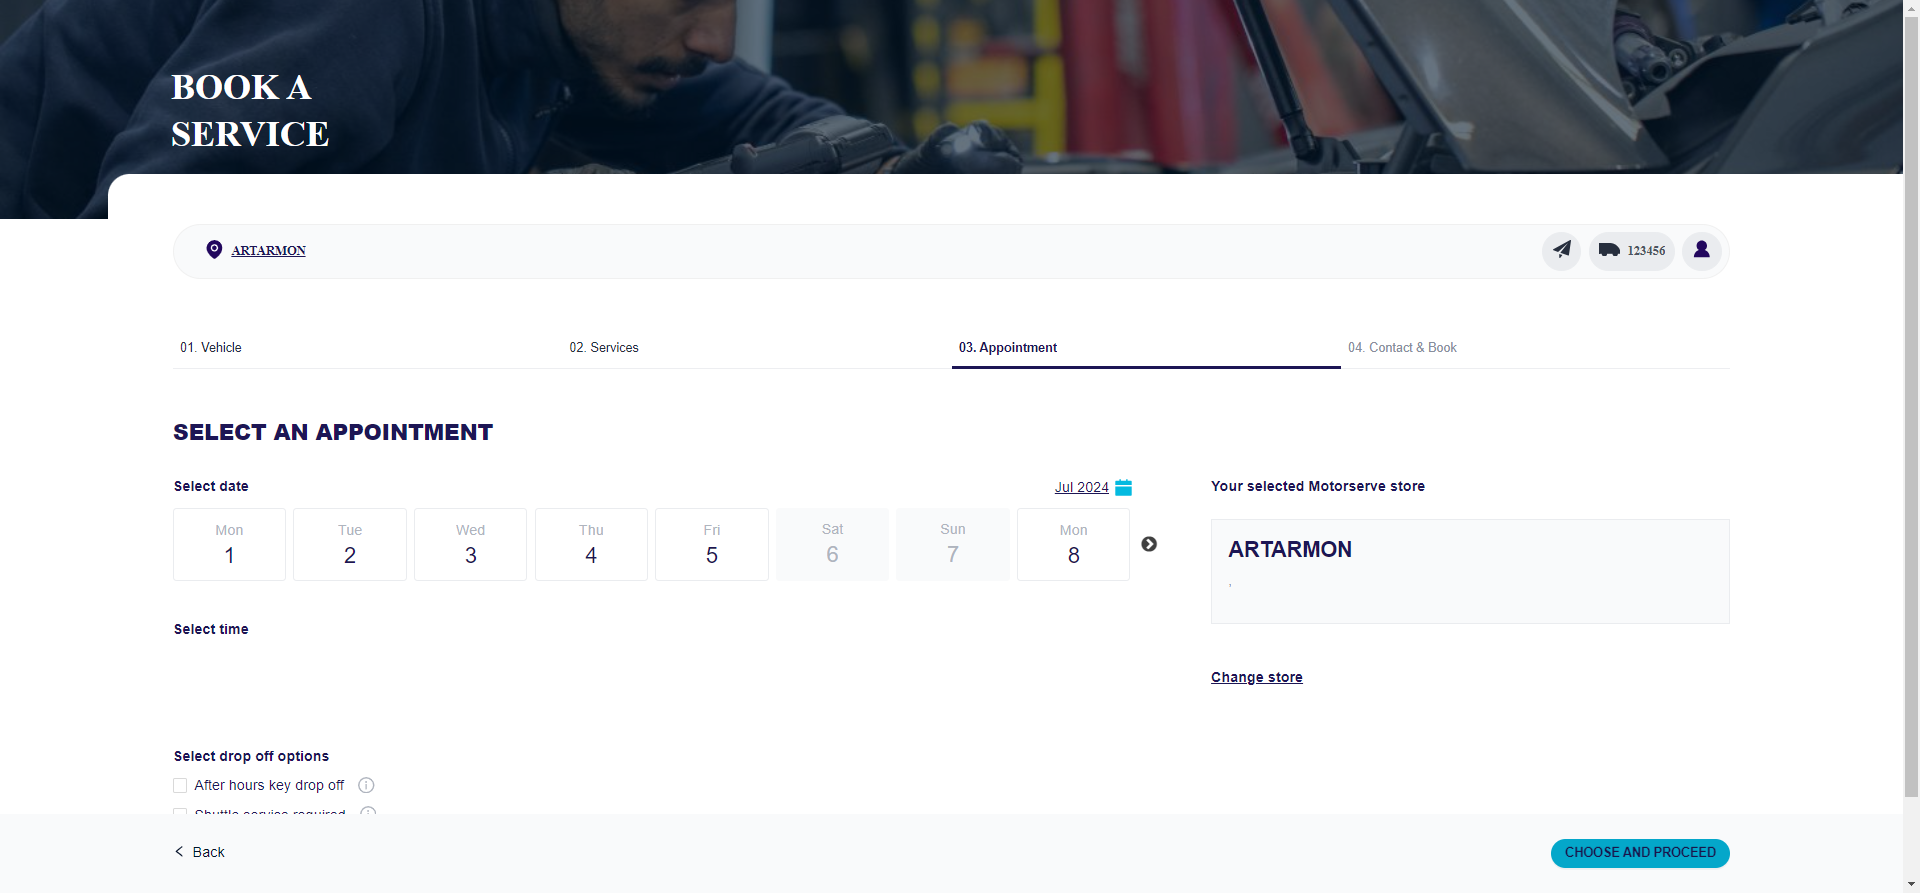 BOOK A
SERVICE
ARTARMON
123456
01. Vehicle
02. Services
03. Appointment
04. Contact & Book
SELECT AN APPOINTMENT
Select date
Jul 2024
Mon
1
Tue
2
Wed
3
Thu
4
Fri
5
Sat
6
Sun
7
Mon
8
Select time
Select drop off options
After hours key drop off
Shuttle service required
Your selected Motorserve store
ARTARMON
,
Change store
Back
CHOOSE AND PROCEED